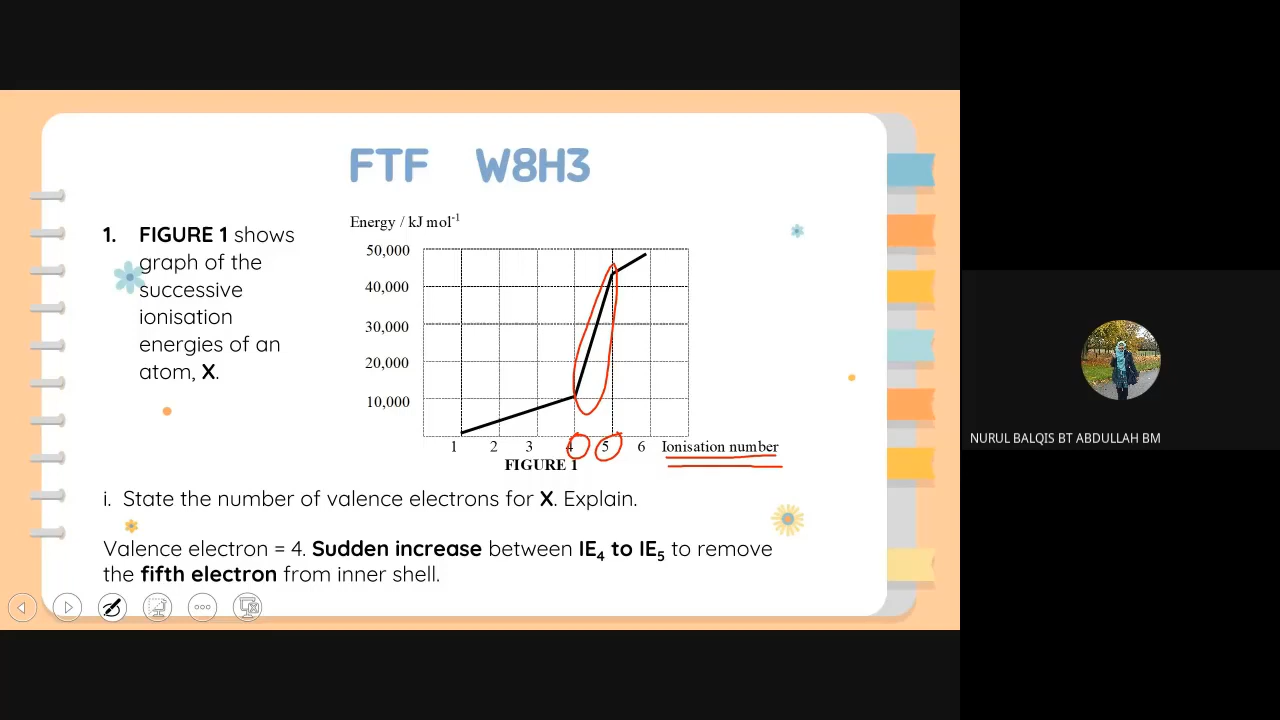 FTF W8H3
1. FIGURE 1 shows
graph of the
successive
ionisation
energies of an
atom, X.
Energy / kJ mol-1
50,000
40,000
30,000
20,000
10,000
1 2 3 4 5 6 Ionisation number
FIGURE 1
i. State the number of valence electrons for X. Explain.
Valence electron = 4. Sudden increase between IE4 to IE5 to remove
the fifth electron from inner shell.
NURUL BALQIS BT ABDULLAH BM